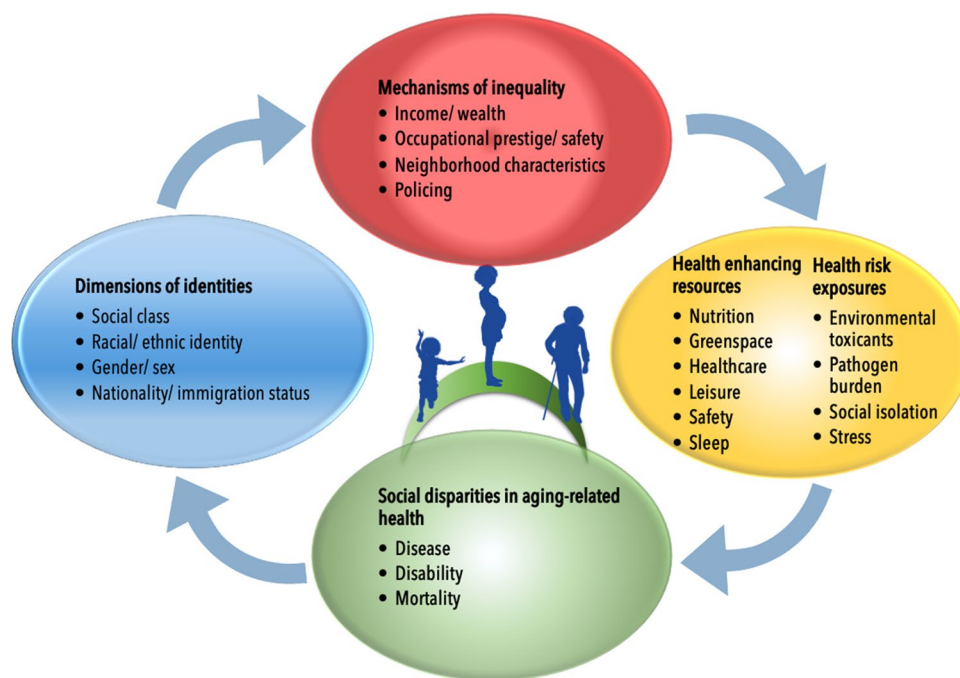 Mechanisms of inequality
• Income/ wealth
• Occupational prestige/ safety
• Neighborhood characteristics
• Policing
Dimensions of identities
• Social class
• Racial/ ethnic identity
• Gender/ sex
• Nationality/ immigration status
Health enhancing
resources
• Nutrition
• Greenspace
• Healthcare
• Leisure
• Safety
• Sleep
Health risk
exposures
• Environmental
toxicants
• Pathogen
burden
• Social isolation
• Stress
Social disparities in aging-related
health
• Disease
• Disability
• Mortality